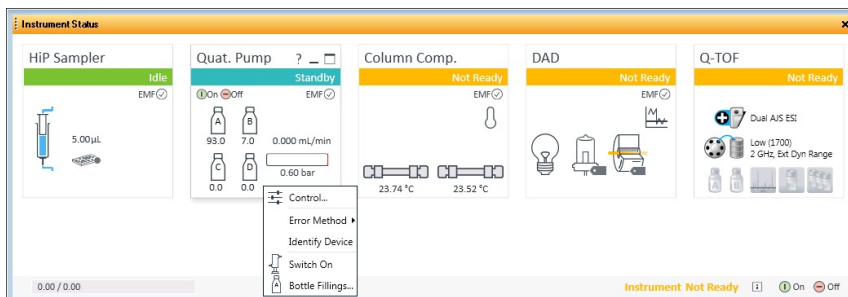 Instrument Status
HiP Sampler
Idle
EMF
5.00 µL
Quat. Pump ?
Standby
On Off EMF
A B
93.0 7.0 0.000 mL/min
C D
0.60 bar
0.0 0.0
Control...
Error Method
Identify Device
Switch On
A Bottle Fillings...
Column Comp.
Not Ready
EMF
23.74 °C 23.52 °C
DAD
Not Ready
EMF
Q-TOF
Not Ready
Dual AJS ESI
Low (1700)
2 GHz, Ext Dyn Range
A B
0.00 / 0.00
Instrument Not Ready On Off